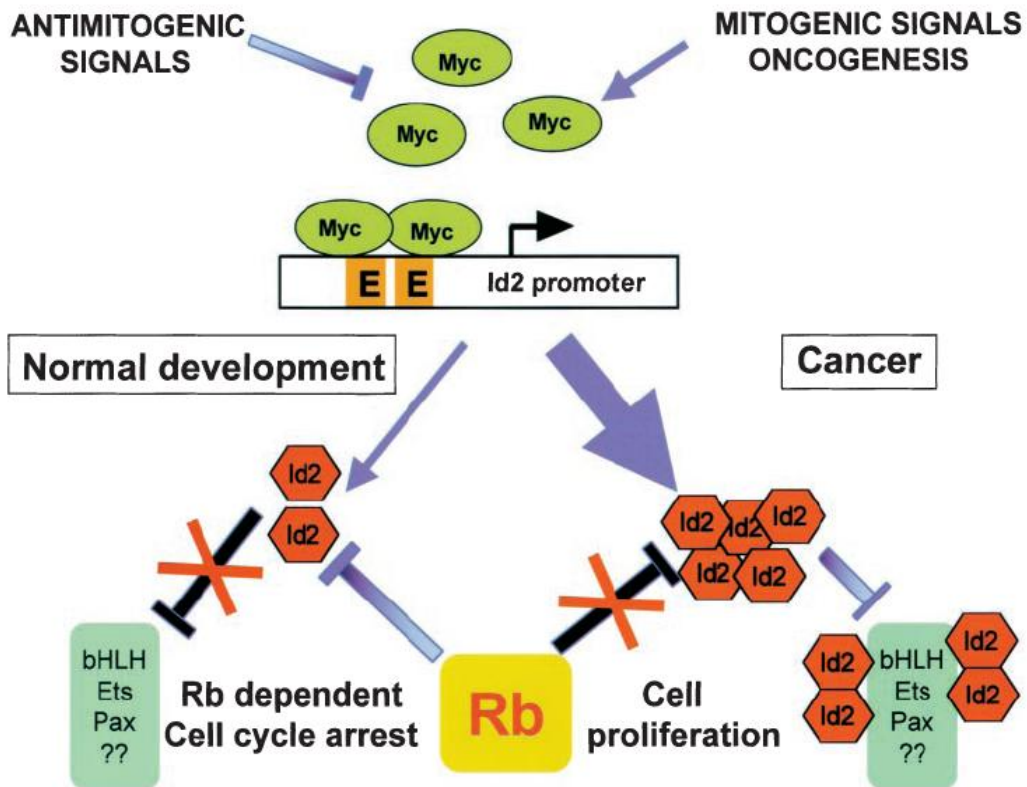 ANTIMITOGENIC
SIGNALS
MITOGENIC SIGNALS
ONCOGENESIS
Myc
Myc
Myc
Myc
Myc
E
E
Id2 promoter
Normal development
Cancer
Id2
Id2
Id2
Id2
Id2
Id2
Id2
bHLH
Ets
Pax
??
Rb dependent
Cell cycle arrest
Rb
Cell
proliferation
Id2
Id2
bHLH
Ets
Pax
??
Id2
Id2